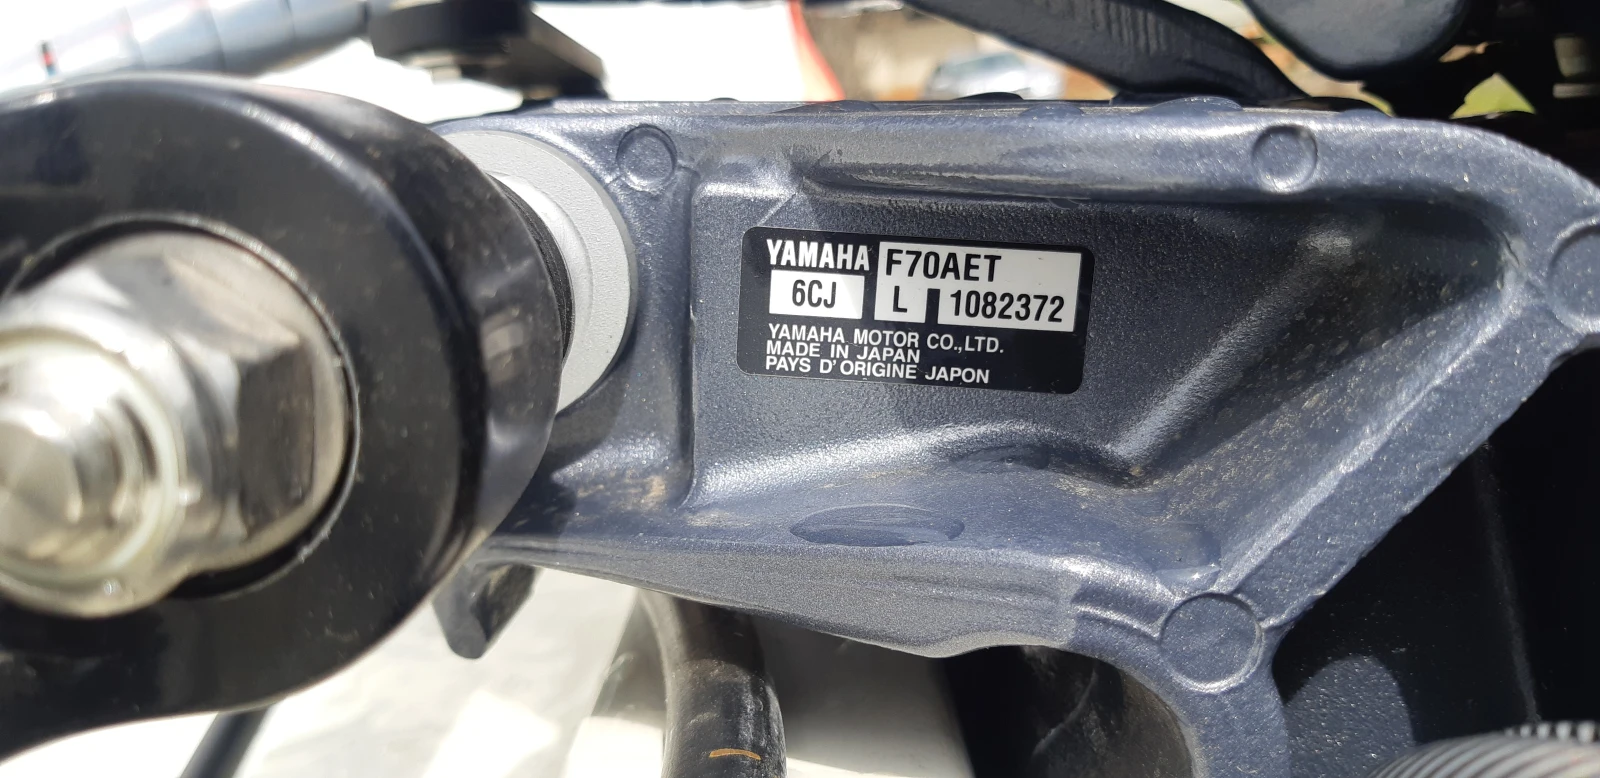 YAMAHA F70AET
6CJ L 1082372
YAMAHA MOTOR CO.,LTD.
MADE IN JAPAN
PAYS D'ORIGINE JAPON